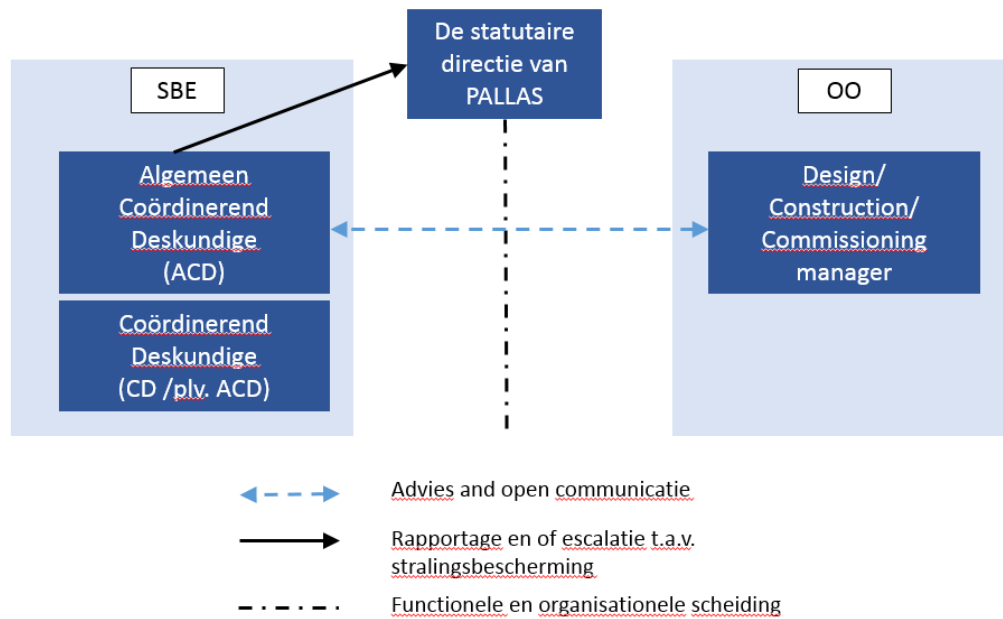 De statutaire
directie van
PALLAS
SBE
OO
Algemeen
Coördinerend
Deskundige
(ACD)
Design/
Construction/
Commissioning
manager
Coördinerend
Deskundige
(CD /plv. ACD)
Advies and open communicatie
Rapportage en of escalatie t.a.v.
stralingsbescherming
Functionele en organisationele scheiding